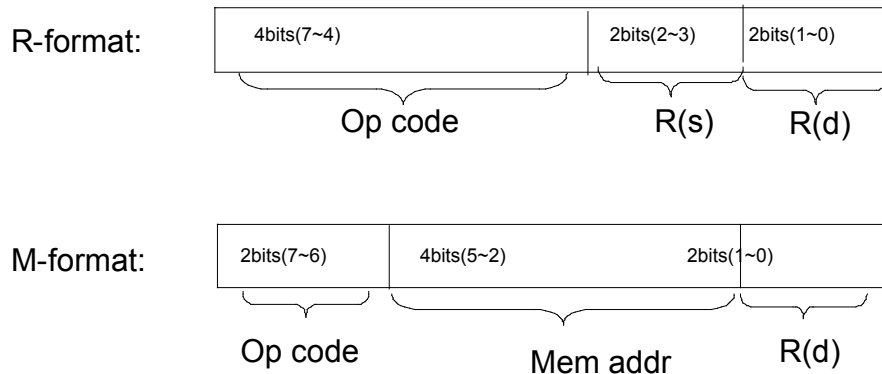 R-format: 4bits(7~4) 2bits(2~3) 2bits(1~0)
Op code R(s) R(d)
M-format: 2bits(7~6) 4bits(5~2) 2bits(1~0)
Op code Mem addr R(d)